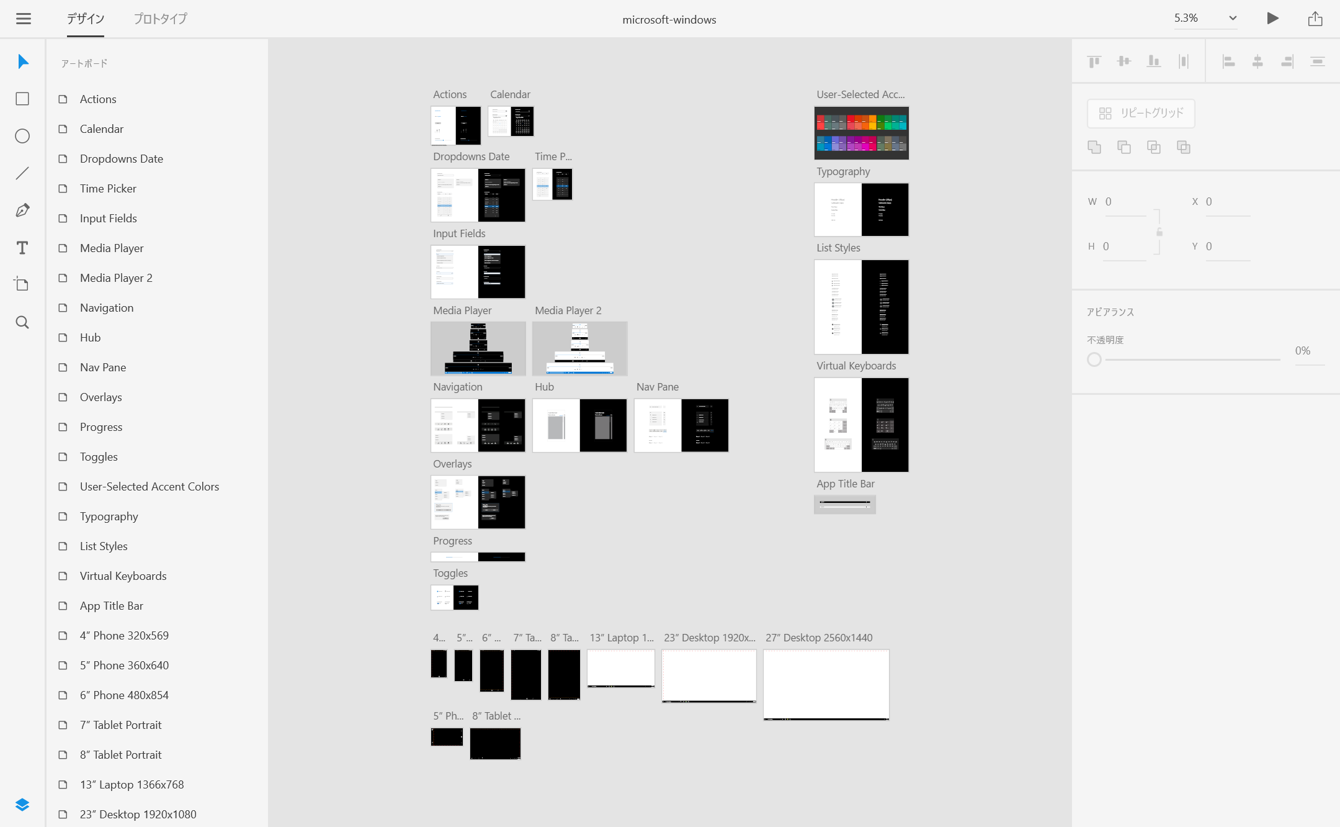 デザイン
プロトタイプ
microsoft-windows
5.3%
アートボード
Actions
Calendar
Dropdowns Date
Time Picker
Input Fields
Media Player
Media Player 2
Navigation
Hub
Nav Pane
Overlays
Progress
Toggles
User-Selected Accent Colors
Typography
List Styles
Virtual Keyboards
App Title Bar
4” Phone 320x569
5” Phone 360x640
6” Phone 480x854
7” Tablet Portrait
8” Tablet Portrait
13” Laptop 1366x768
23” Desktop 1920x1080
Actions
Calendar
Dropdowns Date
Time P...
Input Fields
Media Player
Media Player 2
Navigation
Hub
Nav Pane
Overlays
Progress
Toggles
4...
5”...
6” ...
7” Ta...
8” Ta...
13” Laptop 1...
23” Desktop 1920x...
27” Desktop 2560x1440
5” Ph...
8” Tablet ...
User-Selected Acc...
Typography
List Styles
Virtual Keyboards
App Title Bar
リピートグリッド
W 0
X 0
H 0
Y 0
アピアランス
不透明度
0%